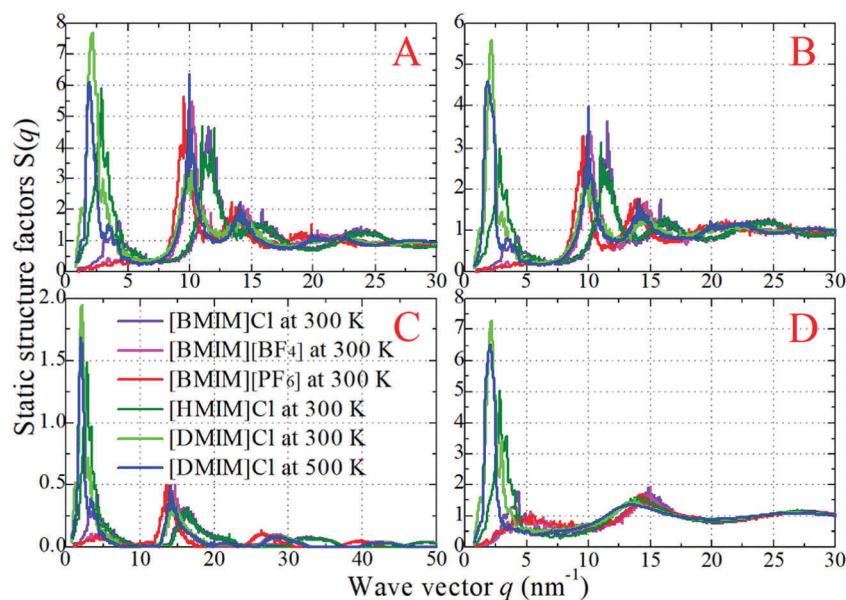 Static structure factors S(q)
A
8
7
6
5
4
3
2
1
0
0 5 10 15 20 25 30
B
6
5
4
3
2
1
0
0 5 10 15 20 25 30
C
2.0
1.5
1.0
0.5
0.0
0 10 20 30 40 50
[BMIM]Cl at 300 K
[BMIM][BF₄] at 300 K
[BMIM][PF₆] at 300 K
[HMIM]Cl at 300 K
[DMIM]Cl at 300 K
[DMIM]Cl at 500 K
D
8
7
6
5
4
3
2
1
0
0 5 10 15 20 25 30
Wave vector q (nm⁻¹)